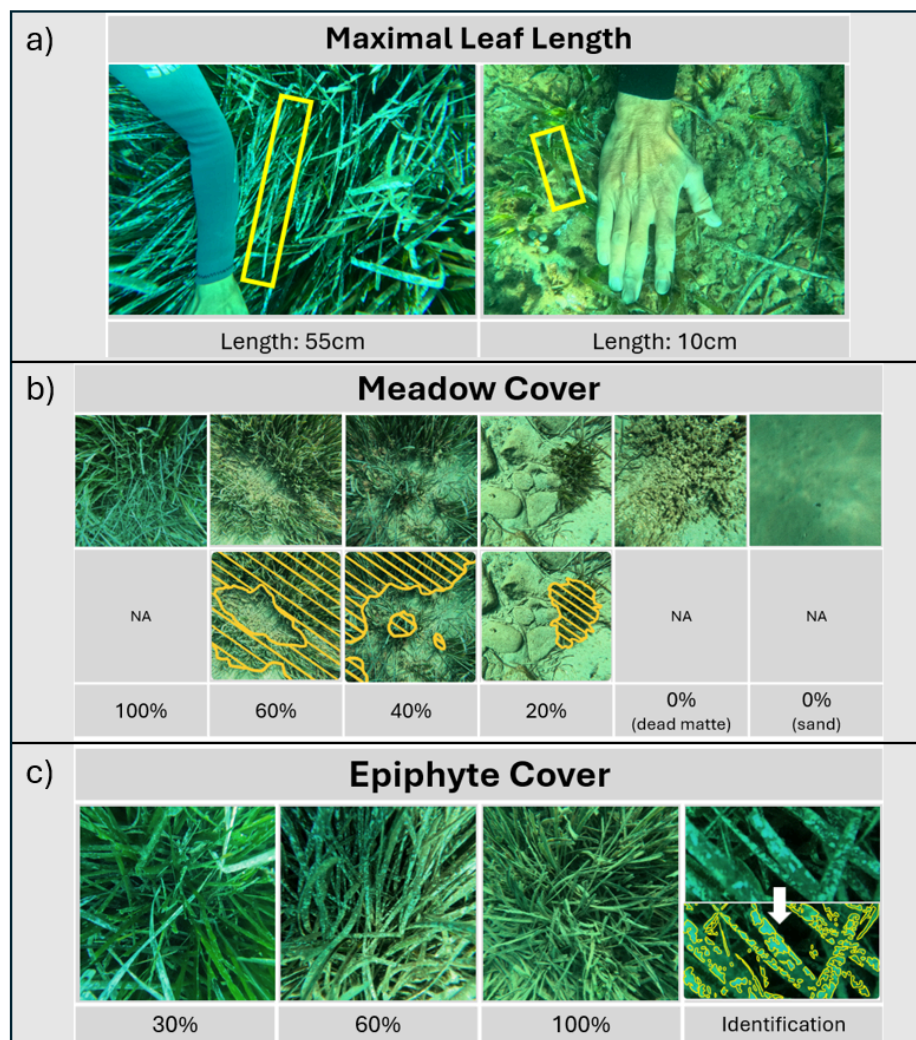 a)
Maximal Leaf Length
Length: 55cm
Length: 10cm
b)
Meadow Cover
NA
NA
NA
100%
60%
40%
20%
0%
(dead matte)
0%
(sand)
c)
Epiphyte Cover
30%
60%
100%
Identification